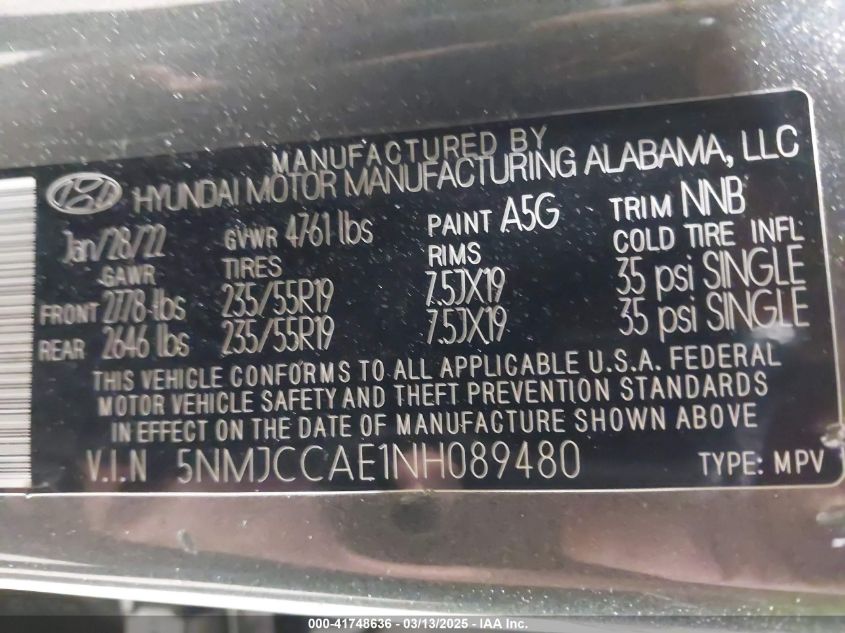 MANUFACTURED BY
HYUNDAI MOTOR MANUFACTURING ALABAMA, LLC
Jan/28/22 GVWR 4761 lbs PAINT A5G TRIM NNB
GAWR TIRES RIMS COLD TIRE INFL
FRONT 2778 lbs 235/55R19 7.5JX19 35 psi SINGLE
REAR 2646 lbs 235/55R19 7.5JX19 35 psi SINGLE
THIS VEHICLE CONFORMS TO ALL APPLICABLE U.S.A. FEDERAL
MOTOR VEHICLE SAFETY AND THEFT PREVENTION STANDARDS
IN EFFECT ON THE DATE OF MANUFACTURE SHOWN ABOVE
V.I.N 5NMJCCAE1NH089480 TYPE: MPV
000-41748636 - 03/13/2025 - IAA Inc.